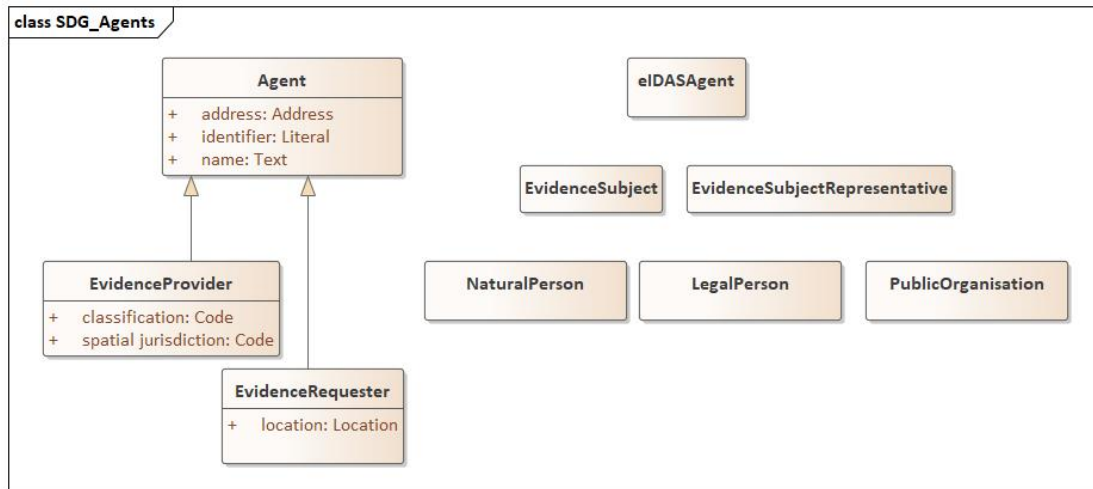 class SDG_Agents
Agent
+ address: Address
+ identifier: Literal
+ name: Text
eIDASAgent
EvidenceSubject
EvidenceSubjectRepresentative
EvidenceProvider
+ classification: Code
+ spatial jurisdiction: Code
NaturalPerson
LegalPerson
PublicOrganisation
EvidenceRequester
+ location: Location